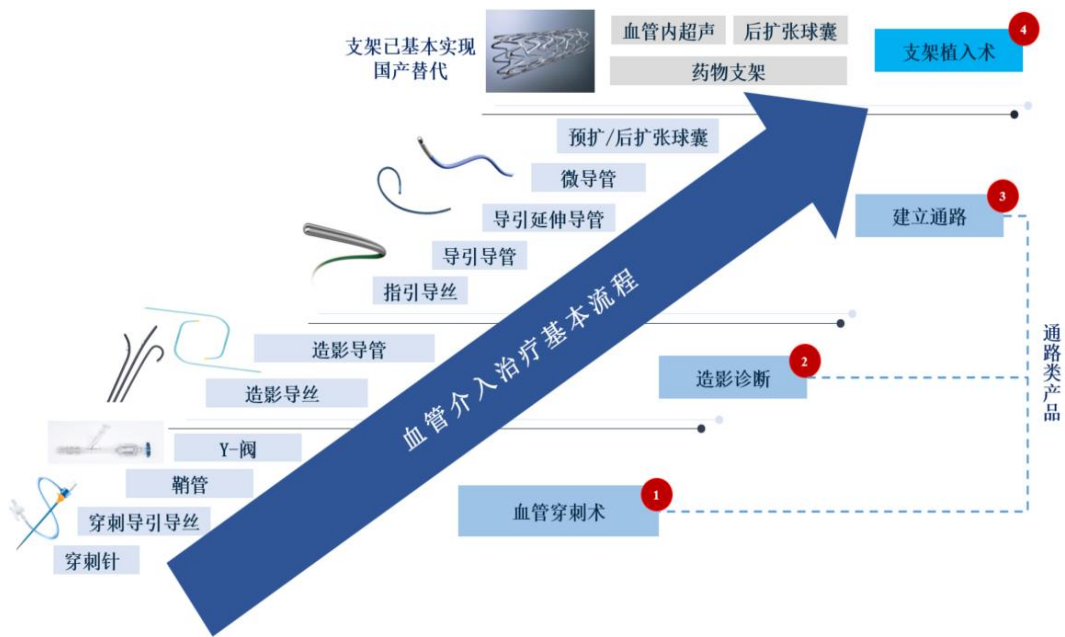 支架已基本实现
国产替代
血管内超声
后扩张球囊
药物支架
支架植入术
4
预扩/后扩张球囊
微导管
导引延伸导管
导引导管
指引导丝
建立通路
3
造影导管
造影导丝
造影诊断
2
Y-阀
鞘管
穿刺导引导丝
穿刺针
血管穿刺术
1
血管介入治疗基本流程
通路类产品